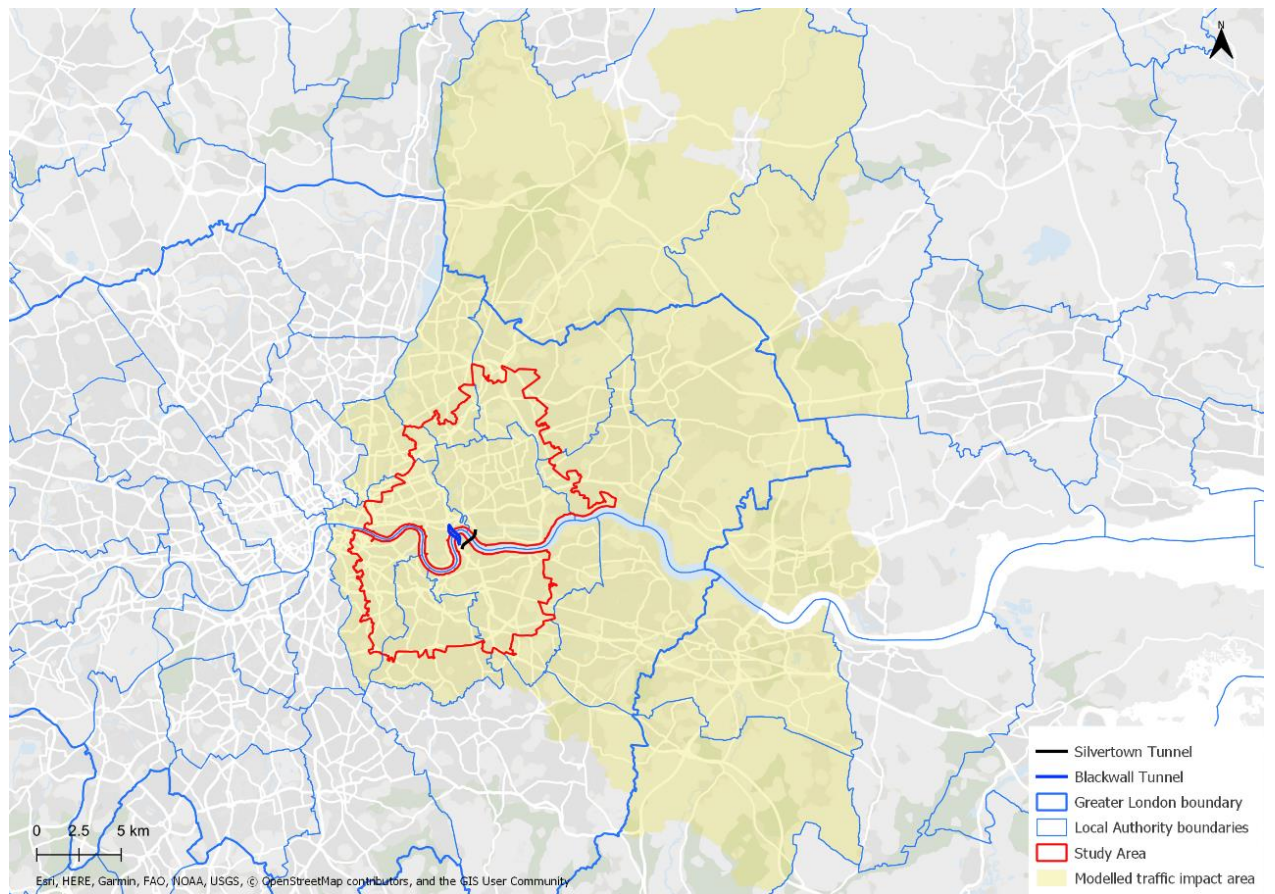 N
Silvertown Tunnel
Blackwall Tunnel
Greater London boundary
Local Authority boundaries
Study Area
Modelled traffic impact area
0 2.5 5 km
Esri, HERE, Garmin, FAO, NOAA, USGS, © OpenStreetMap contributors, and the GIS User Community